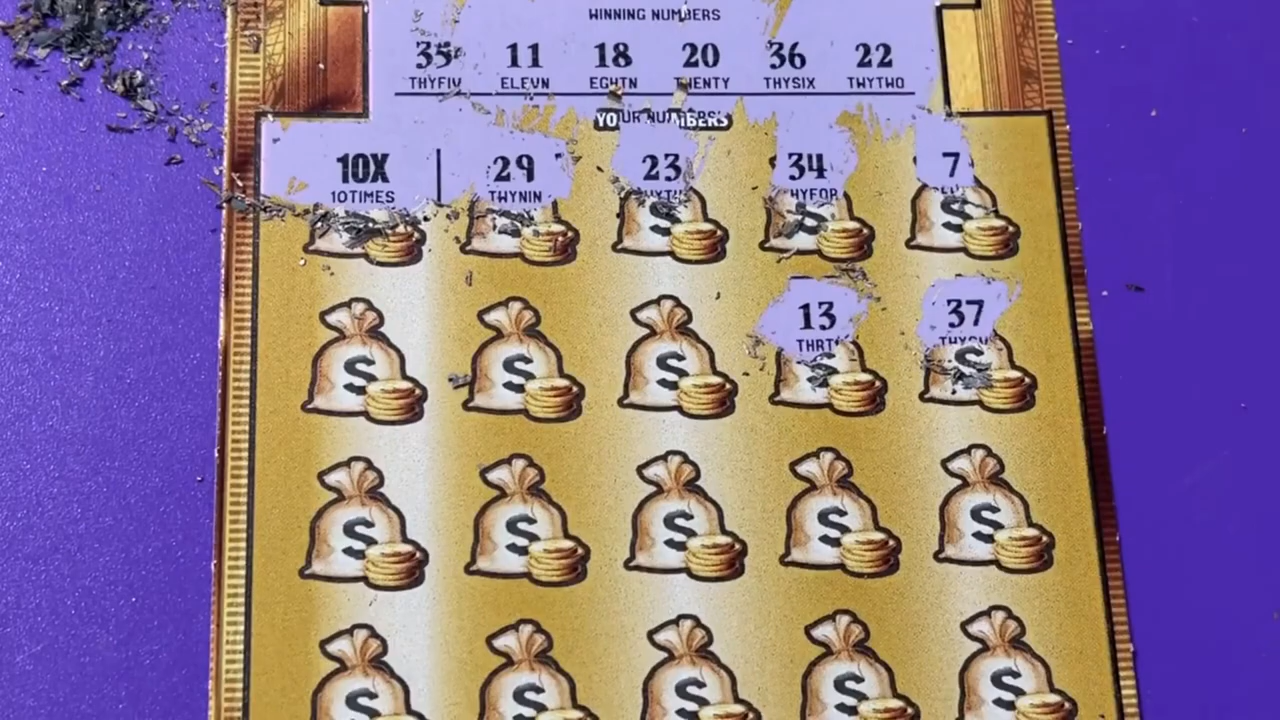 WINNING NUMBERS
35 11 18 20 36 22
THYFIV ELEVN EGHTN TWENTY THYSIX TWYTWO
YOUR NUMBERS
10X 29 23 34 7
10TIMES THYNIN
13 37
$ $ $ $ $
$ $ $ $ $
$ $ $ $ $
$ $ $ $ $